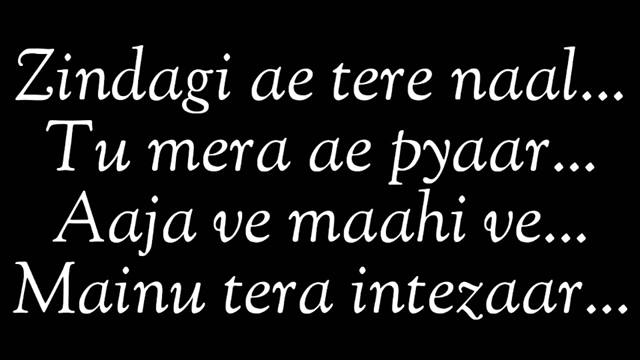 Zindagi ae tere naal...
Tu mera ae pyaar...
Aaja ve maahi ve...
Mainu tera intezaar...